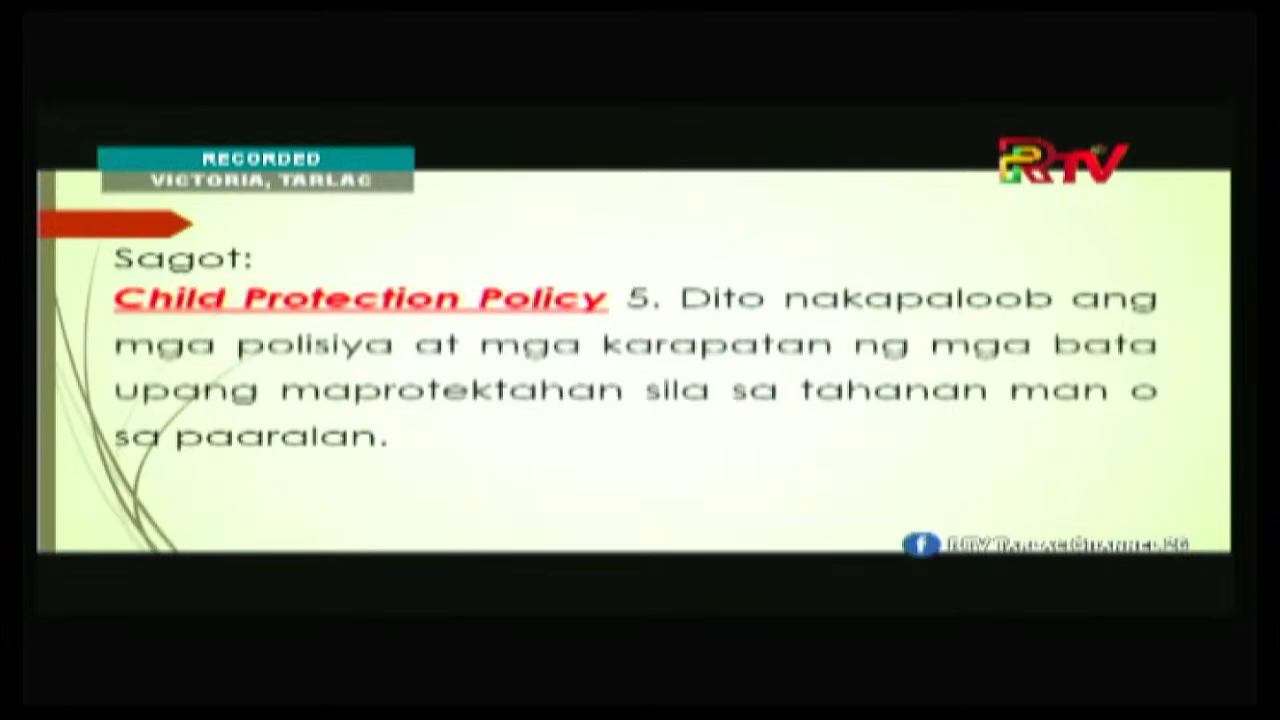 RECORDED
VICTORIA, TARLAC
RTV
Sagot:
Child Protection Policy 5. Dito nakapaloob ang
mga polisiya at mga karapatan ng mga bata
upang maprotektahan sila sa tahanan man o
sa paaralan.
f